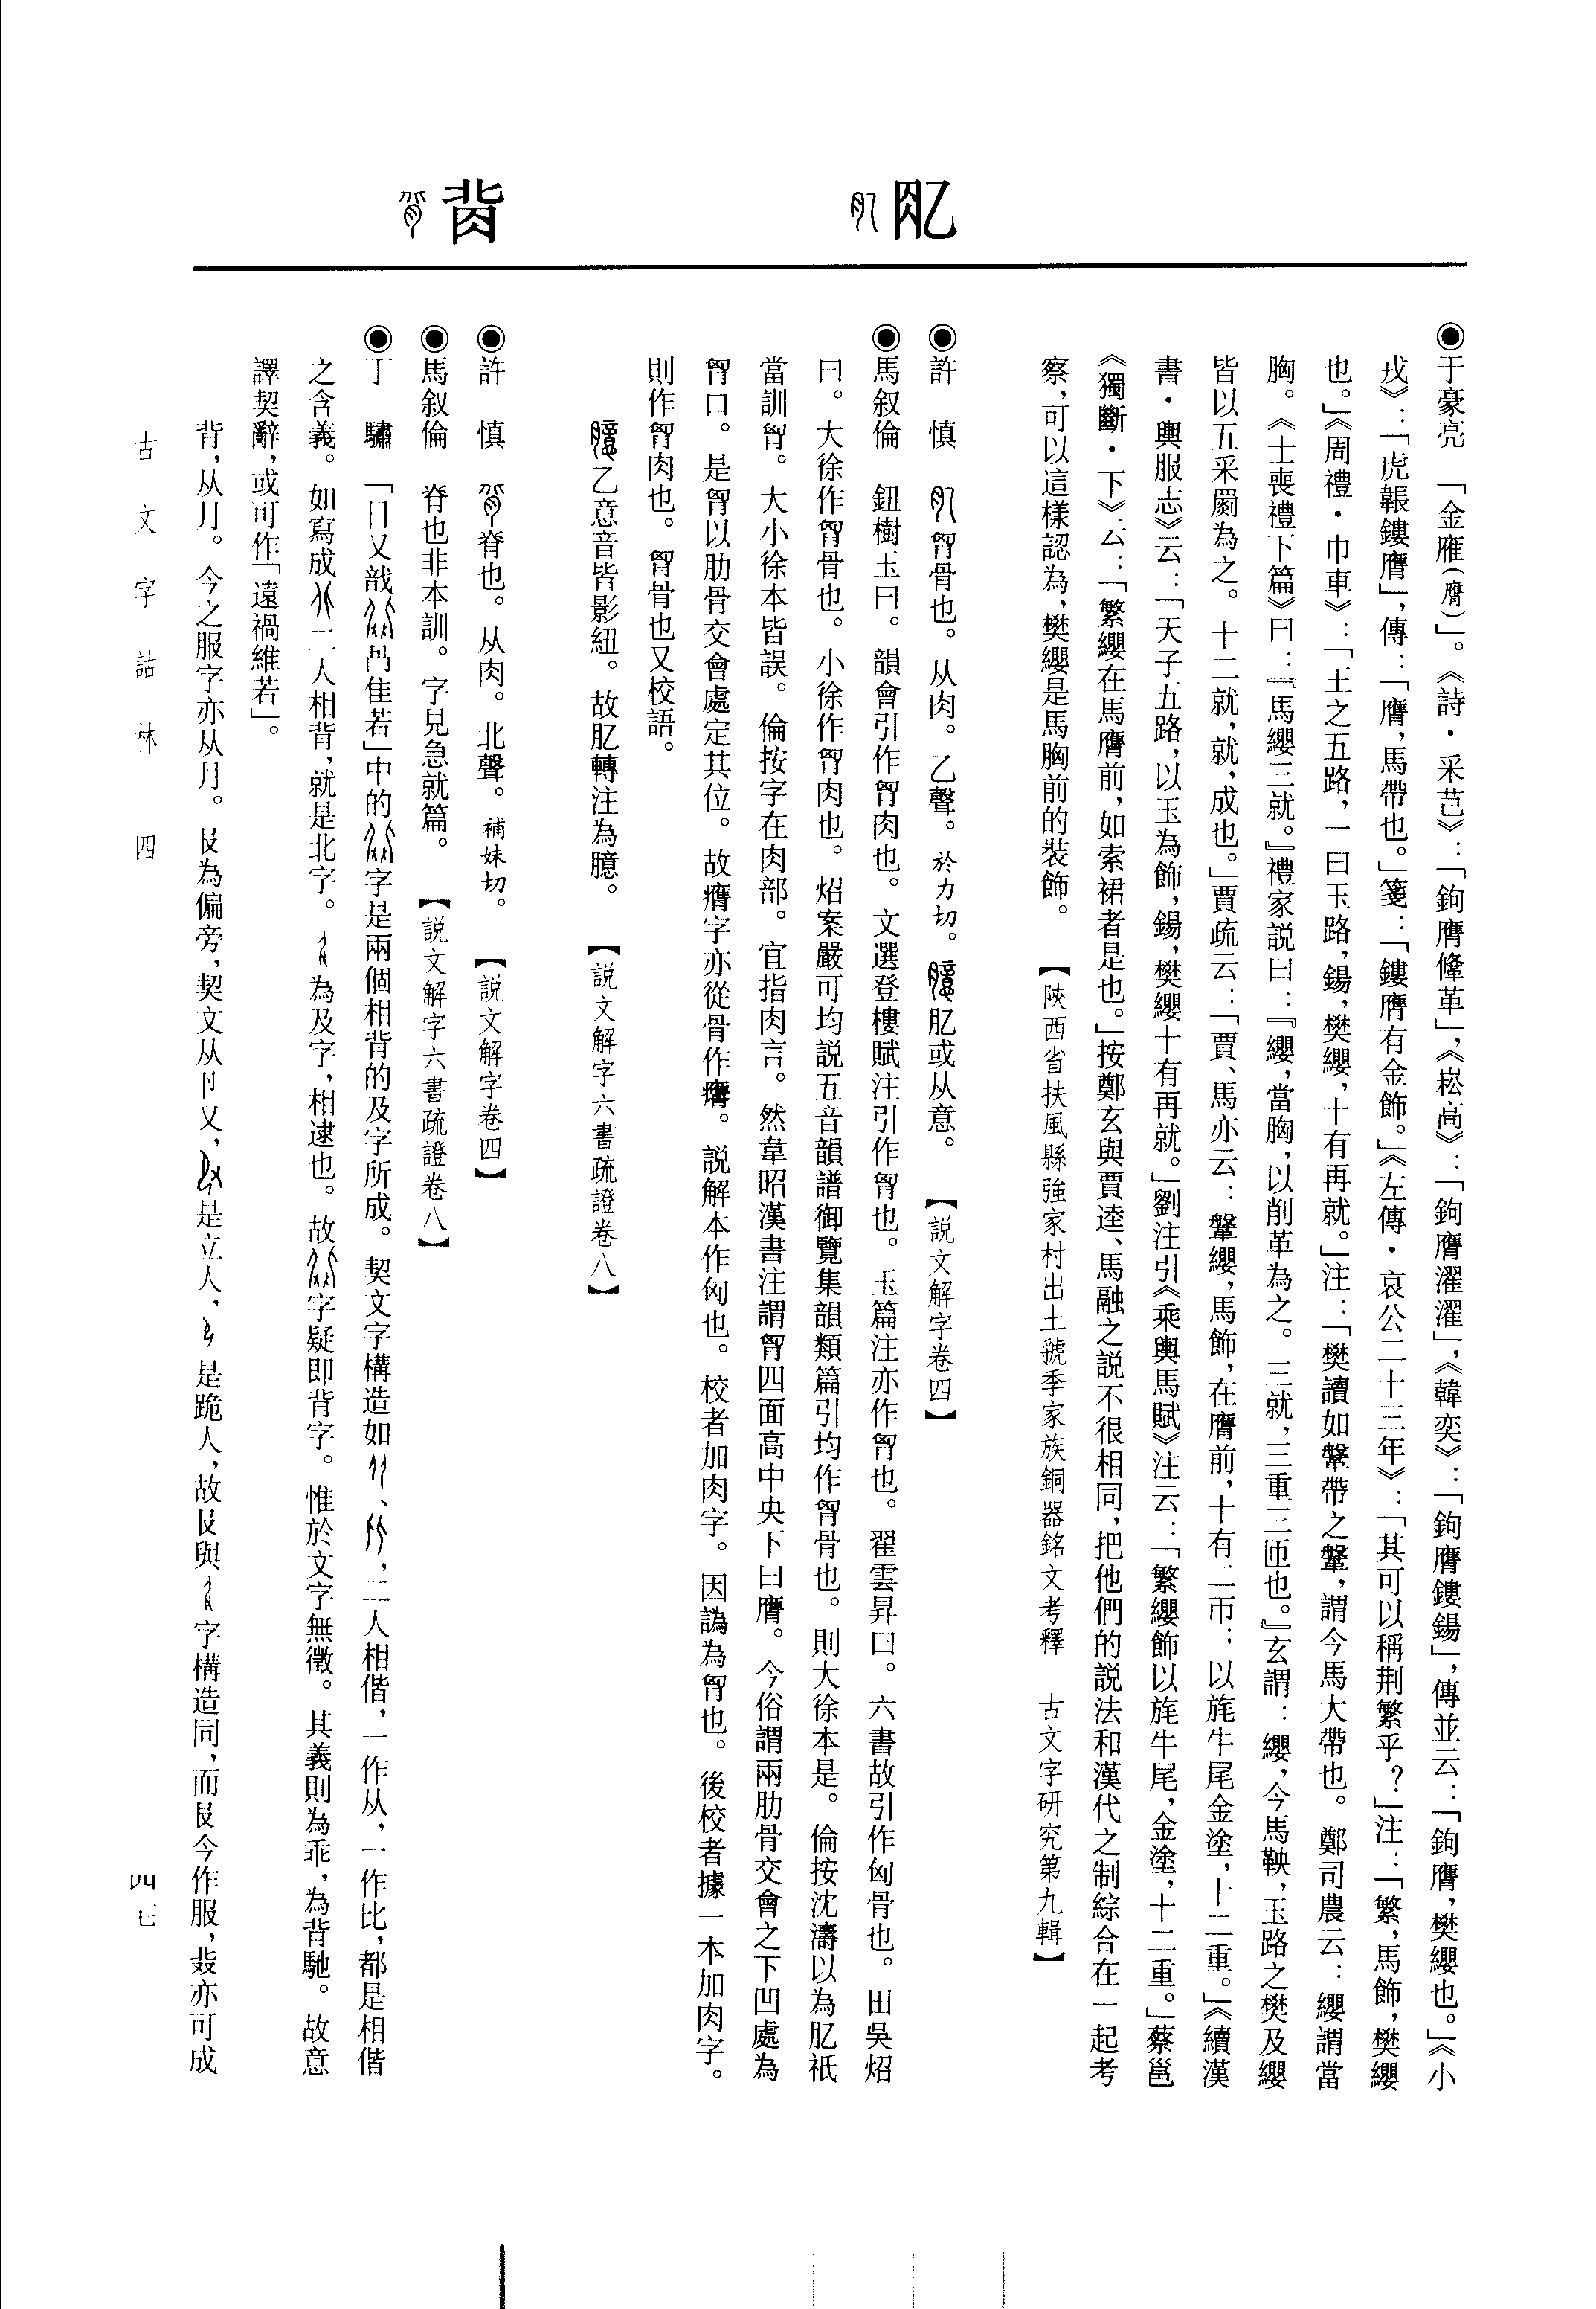 肊
背
◉于豪亮　「金雁（膺）」。《詩·采芑》：「鉤膺鞗革」，《崧高》：「鉤膺濯濯」，《韓奕》：「鉤膺鏤鍚」，傳並云：「鉤膺，樊纓也。」《小
戎》：「虎韔鏤膺」，傳：「膺，馬帶也。」箋：「鏤膺有金飾。」《左傳·哀公二十三年》：「其可以稱荆繁乎？」注：「繁，馬飾，樊纓
也。」《周禮·巾車》：「王之五路，一曰玉路，鍚，樊纓，十有再就。」注：「樊讀如鞶帶之鞶，謂今馬大帶也。鄭司農云：纓謂當
胸。《士喪禮下篇》曰：『馬纓三就。』禮家説曰：『纓，當胸，以削革為之。三就，三重三匝也。』玄謂：纓，今馬鞅，玉路之樊及纓
皆以五采罽為之。十二就，就，成也。」賈疏云：「賈、馬亦云：鞶纓，馬飾，在膺前，十有二帀；以旄牛尾金塗，十二重。」《續漢
書·輿服志》云：「天子五路，以玉為飾，鍚，樊纓十有再就。」劉注引《乘輿馬賦》注云：「繁纓飾以旄牛尾，金塗，十二重。」蔡邕
《獨斷·下》云：「繁纓在馬膺前，如索裙者是也。」按鄭玄與賈逵、馬融之説不很相同，把他們的説法和漢代之制綜合在一起考
察，可以這樣認為，樊纓是馬胸前的裝飾。　【陝西省扶風縣強家村出土虢季家族銅器銘文考釋　古文字研究第九輯】
◉許　慎　胷骨也。从肉。乙聲。於力切。肊或从意。　【説文解字卷四】
◉馬叙倫　鈕樹玉曰。韻會引作胷肉也。文選登樓賦注引作胷也。玉篇注亦作胷也。翟雲昇曰。六書故引作匈骨也。田吳炤
曰。大徐作胷骨也。小徐作胷肉也。炤案嚴可均説五音韻譜御覽集韻類篇引均作胷骨也。則大徐本是。倫按沈濤以為肊衹
當訓胷。大小徐本皆誤。倫按字在肉部。宜指肉言。然韋昭漢書注謂胷四面高中央下曰膺。今俗謂兩肋骨交會之下凹處為
胷口。是胷以肋骨交會處定其位。故膺字亦從骨作。説解本作匈也。校者加肉字。因譌為胷也。後校者據一本加肉字。
則作胷肉也。胷骨也又校語。
乙意音皆影紐。故肊轉注為臆。　【説文解字六書疏證卷八】
◉許　慎　脊也。从肉。北聲。補妹切。　【説文解字卷四】
◉馬叙倫　脊也非本訓。字見急就篇。　【説文解字六書疏證卷八】
◉丁　驌　「日又戠咼隹若」中的字是兩個相背的及字所成。契文字構造如、，二人相偕，一作从，一作比，都是相偕
之含義。如寫成二人相背，就是北字。為及字，相逮也。故字疑即背字。惟於文字無徵。其義則為乖，為背馳。故意
譯契辭，或可作「遠禍維若」。
背，从月。今之服字亦从月。𠬝為偏旁，契文从卩又，是立人，是跪人，故𠬝與字構造同，而𠬝今作服，亦可成
古文字詁林　四